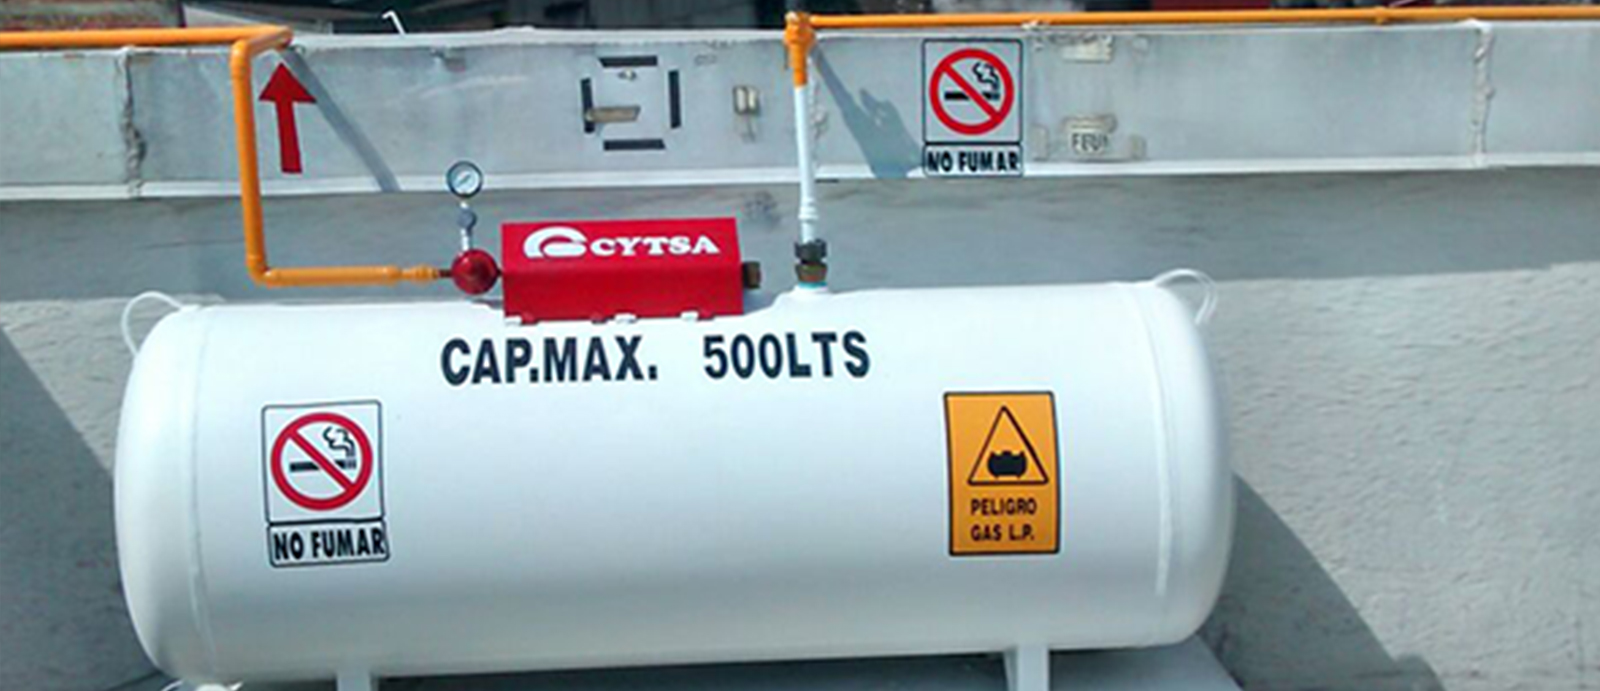 NO FUMAR
CYTSA
CAP.MAX. 500LTS
NO FUMAR
PELIGRO
GAS L.P.